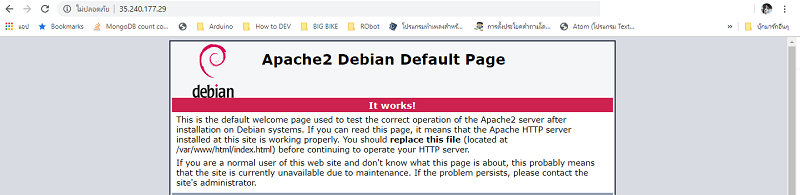 ไม่ปลอดภัย | 35.240.177.29
แอป Bookmarks MongoDB count co... Arduino How to DEV BIG BIKE RObot โปรแกรมทำเพลงสำหรั... การตั้งประโยคคำถามโด... Atom (โปรแกรม Text... » บุ๊กมาร์กอื่นๆ
debian
Apache2 Debian Default Page
It works!
This is the default welcome page used to test the correct operation of the Apache2 server after
installation on Debian systems. If you can read this page, it means that the Apache HTTP server
installed at this site is working properly. You should replace this file (located at
/var/www/html/index.html) before continuing to operate your HTTP server.
If you are a normal user of this web site and don't know what this page is about, this probably means
that the site is currently unavailable due to maintenance. If the problem persists, please contact the
site's administrator.